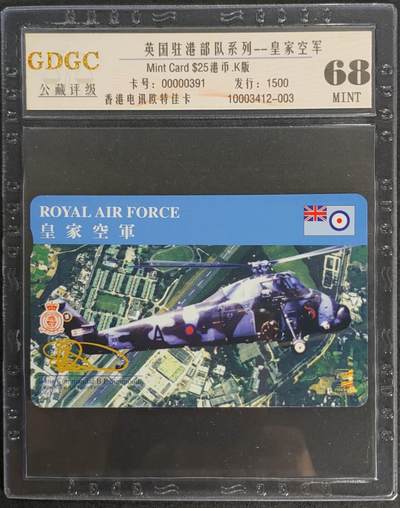 GDGC
公藏评级
英国驻港部队系列--皇家空军
Mint Card $25港币.K版
卡号: 00000391 发行: 1500
香港电讯欧特佳卡 10003412-003
68
MINT
ROYAL AIR FORCE
皇家空軍
A